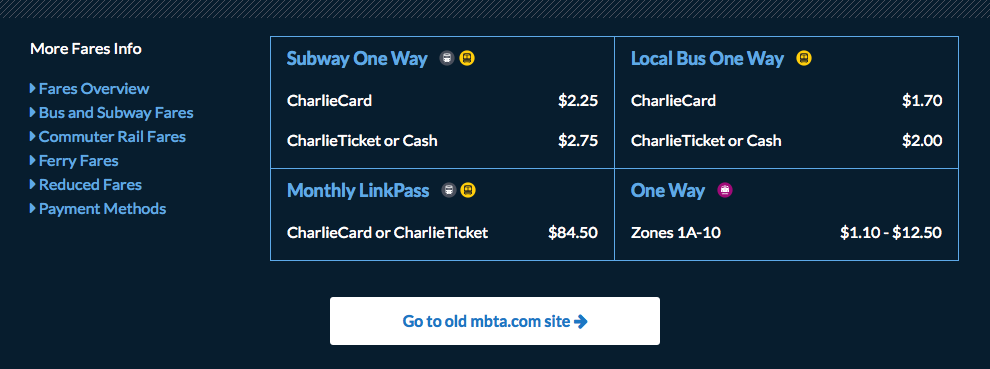 More Fares Info
Fares Overview
Bus and Subway Fares
Commuter Rail Fares
Ferry Fares
Reduced Fares
Payment Methods
Subway One Way
CharlieCard $2.25
CharlieTicket or Cash $2.75
Local Bus One Way
CharlieCard $1.70
CharlieTicket or Cash $2.00
Monthly LinkPass
CharlieCard or CharlieTicket $84.50
One Way
Zones 1A-10 $1.10 - $12.50
Go to old mbta.com site